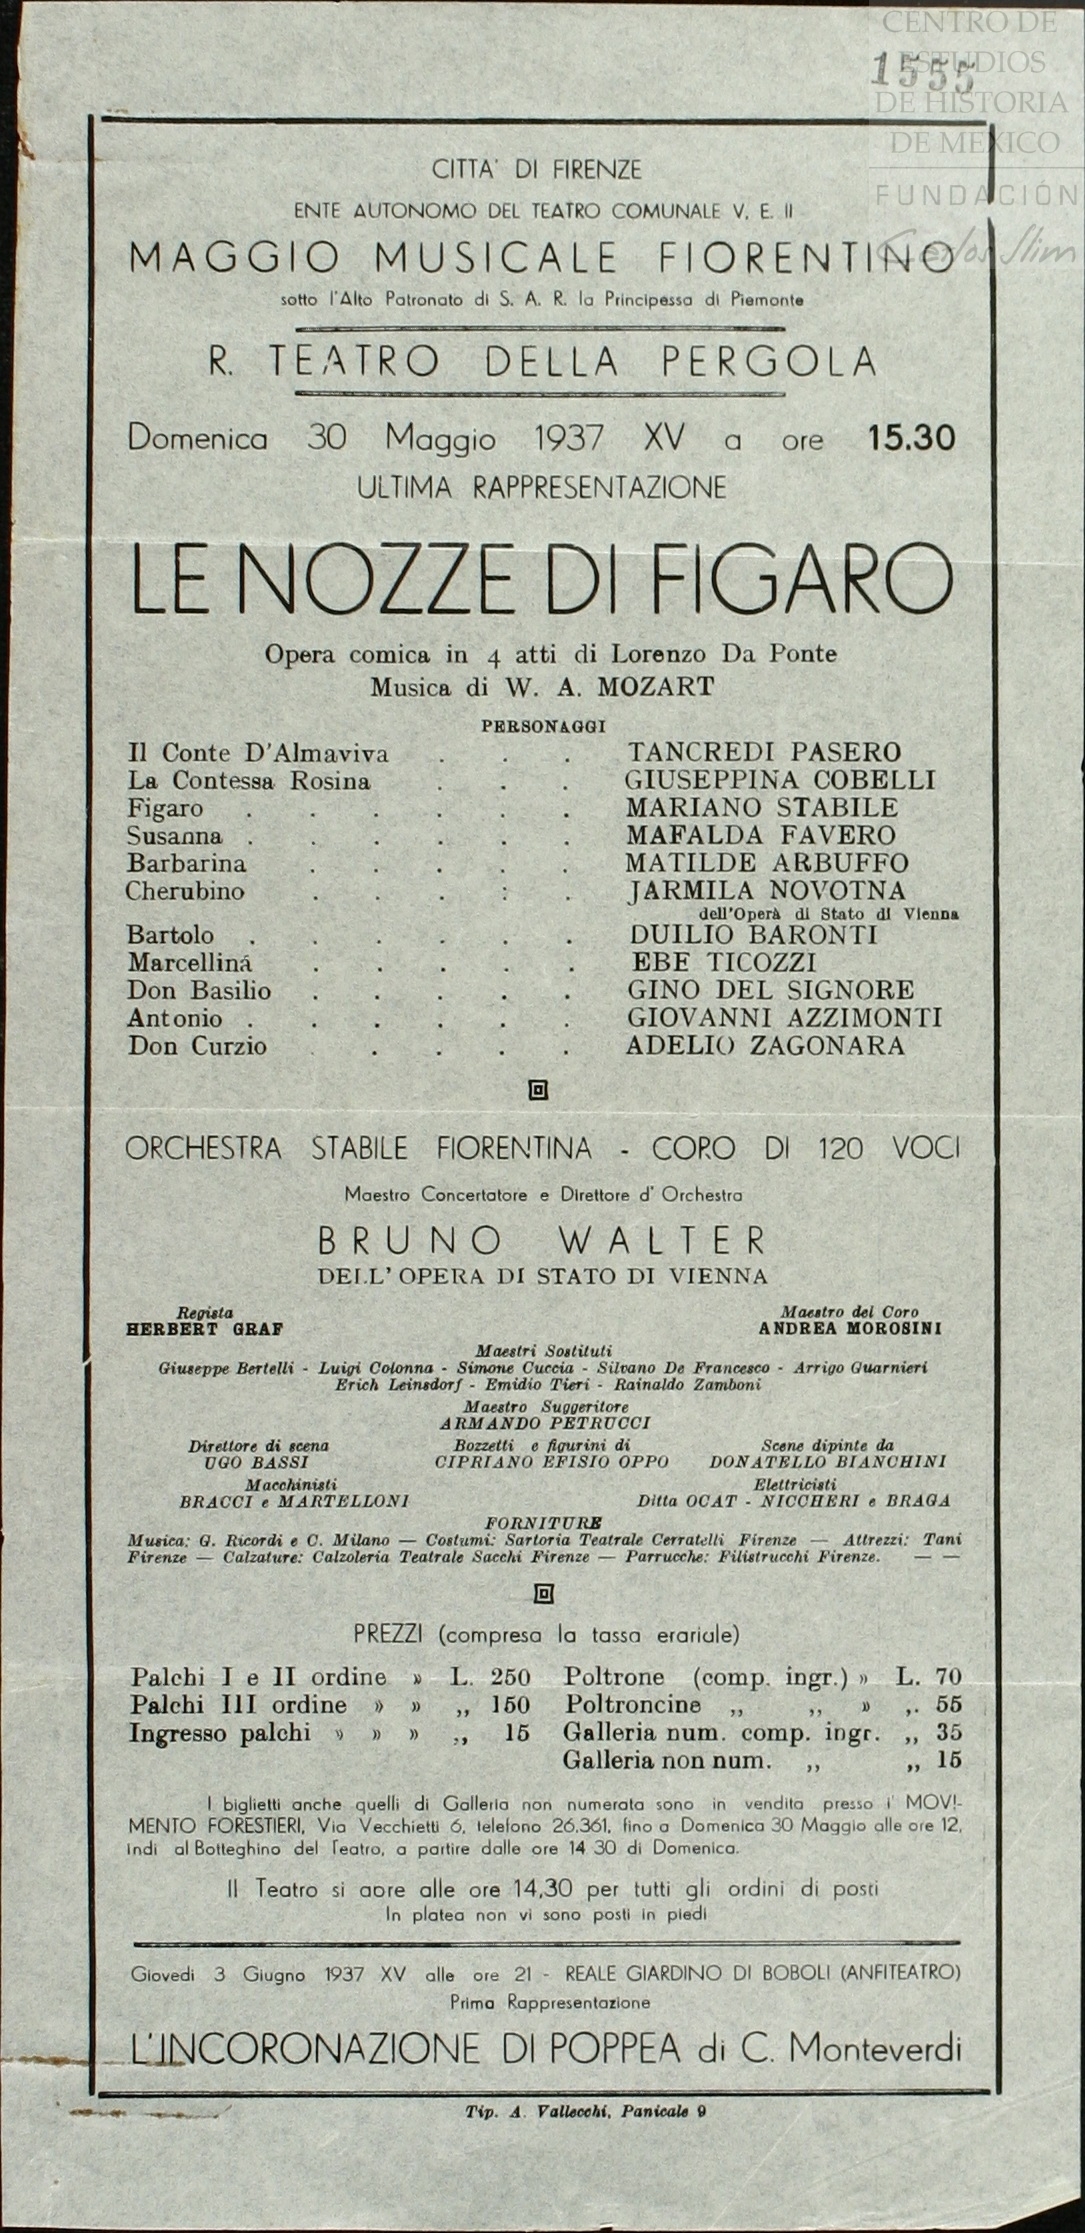 CENTRO DE
ESTUDIOS
DE HISTORIA
DE MEXICO
FUNDACIÓN
Carlos Slim
1555
CITTA' DI FIRENZE
ENTE AUTONOMO DEL TEATRO COMUNALE V. E. II
MAGGIO MUSICALE FIORENTINO
sotto l'Alto Patronato di S. A. R. la Principessa di Piemonte
R. TEATRO DELLA PERGOLA
Domenica 30 Maggio 1937 XV a ore 15.30
ULTIMA RAPPRESENTAZIONE
LE NOZZE DI FIGARO
Opera comica in 4 atti di Lorenzo Da Ponte
Musica di W. A. MOZART
PERSONAGGI
Il Conte D'Almaviva . . . TANCREDI PASERO
La Contessa Rosina . . . GIUSEPPINA COBELLI
Figaro . . . . . . MARIANO STABILE
Susanna . . . . . . MAFALDA FAVERO
Barbarina . . . . . MATILDE ARBUFFO
Cherubino . . . : . JARMILA NOVOTNA
dell'Operà di Stato di Vienna
Bartolo . . . . . . DUILIO BARONTI
Marcellina . . . . . EBE TICOZZI
Don Basilio . . . . . GINO DEL SIGNORE
Antonio . . . . . . GIOVANNI AZZIMONTI
Don Curzio . . . . . ADELIO ZAGONARA
ORCHESTRA STABILE FIORENTINA - CORO DI 120 VOCI
Maestro Concertatore e Direttore d' Orchestra
BRUNO WALTER
DELL' OPERA DI STATO DI VIENNA
Regista Maestro del Coro
HERBERT GRAF ANDREA MOROSINI
Maestri Sostituti
Giuseppe Bertelli - Luigi Colonna - Simone Cuccia - Silvano De Francesco - Arrigo Guarnieri
Erich Leinsdorf - Emidio Tieri - Rainaldo Zamboni
Maestro Suggeritore
ARMANDO PETRUCCI
Direttore di scena Bozzetti e figurini di Scene dipinte da
UGO BASSI CIPRIANO EFISIO OPPO DONATELLO BIANCHINI
Macchinisti Elettricisti
BRACCI e MARTELLONI Ditta OCAT - NICCHERI e BRAGA
FORNITURE
Musica: G. Ricordi e C. Milano — Costumi: Sartoria Teatrale Cerratelli Firenze — Attrezzi: Tani
Firenze — Calzature: Calzoleria Teatrale Sacchi Firenze — Parrucche: Filistrucchi Firenze. — —
PREZZI (compresa la tassa erariale)
Palchi I e II ordine » L. 250 Poltrone (comp. ingr.) » L. 70
Palchi III ordine » » ,, 150 Poltroncine ,, ,, » ,. 55
Ingresso palchi » » » ,, 15 Galleria num. comp. ingr. ,, 35
Galleria non num. ,, ,, 15
I biglietti anche quelli di Galleria non numerata sono in vendita presso i' MOVI-
MENTO FORESTIERI, Via Vecchietti 6, telefono 26.361, fino a Domenica 30 Maggio alle ore 12,
indi al Botteghino del Teatro, a partire dalle ore 14 30 di Domenica.
Il Teatro si apre alle ore 14,30 per tutti gli ordini di posti
In platea non vi sono posti in piedi
Giovedi 3 Giugno 1937 XV alle ore 21 - REALE GIARDINO DI BOBOLI (ANFITEATRO)
Prima Rappresentazione
L'INCORONAZIONE DI POPPEA di C. Monteverdi
Tip. A. Vallecchi, Panicale 9